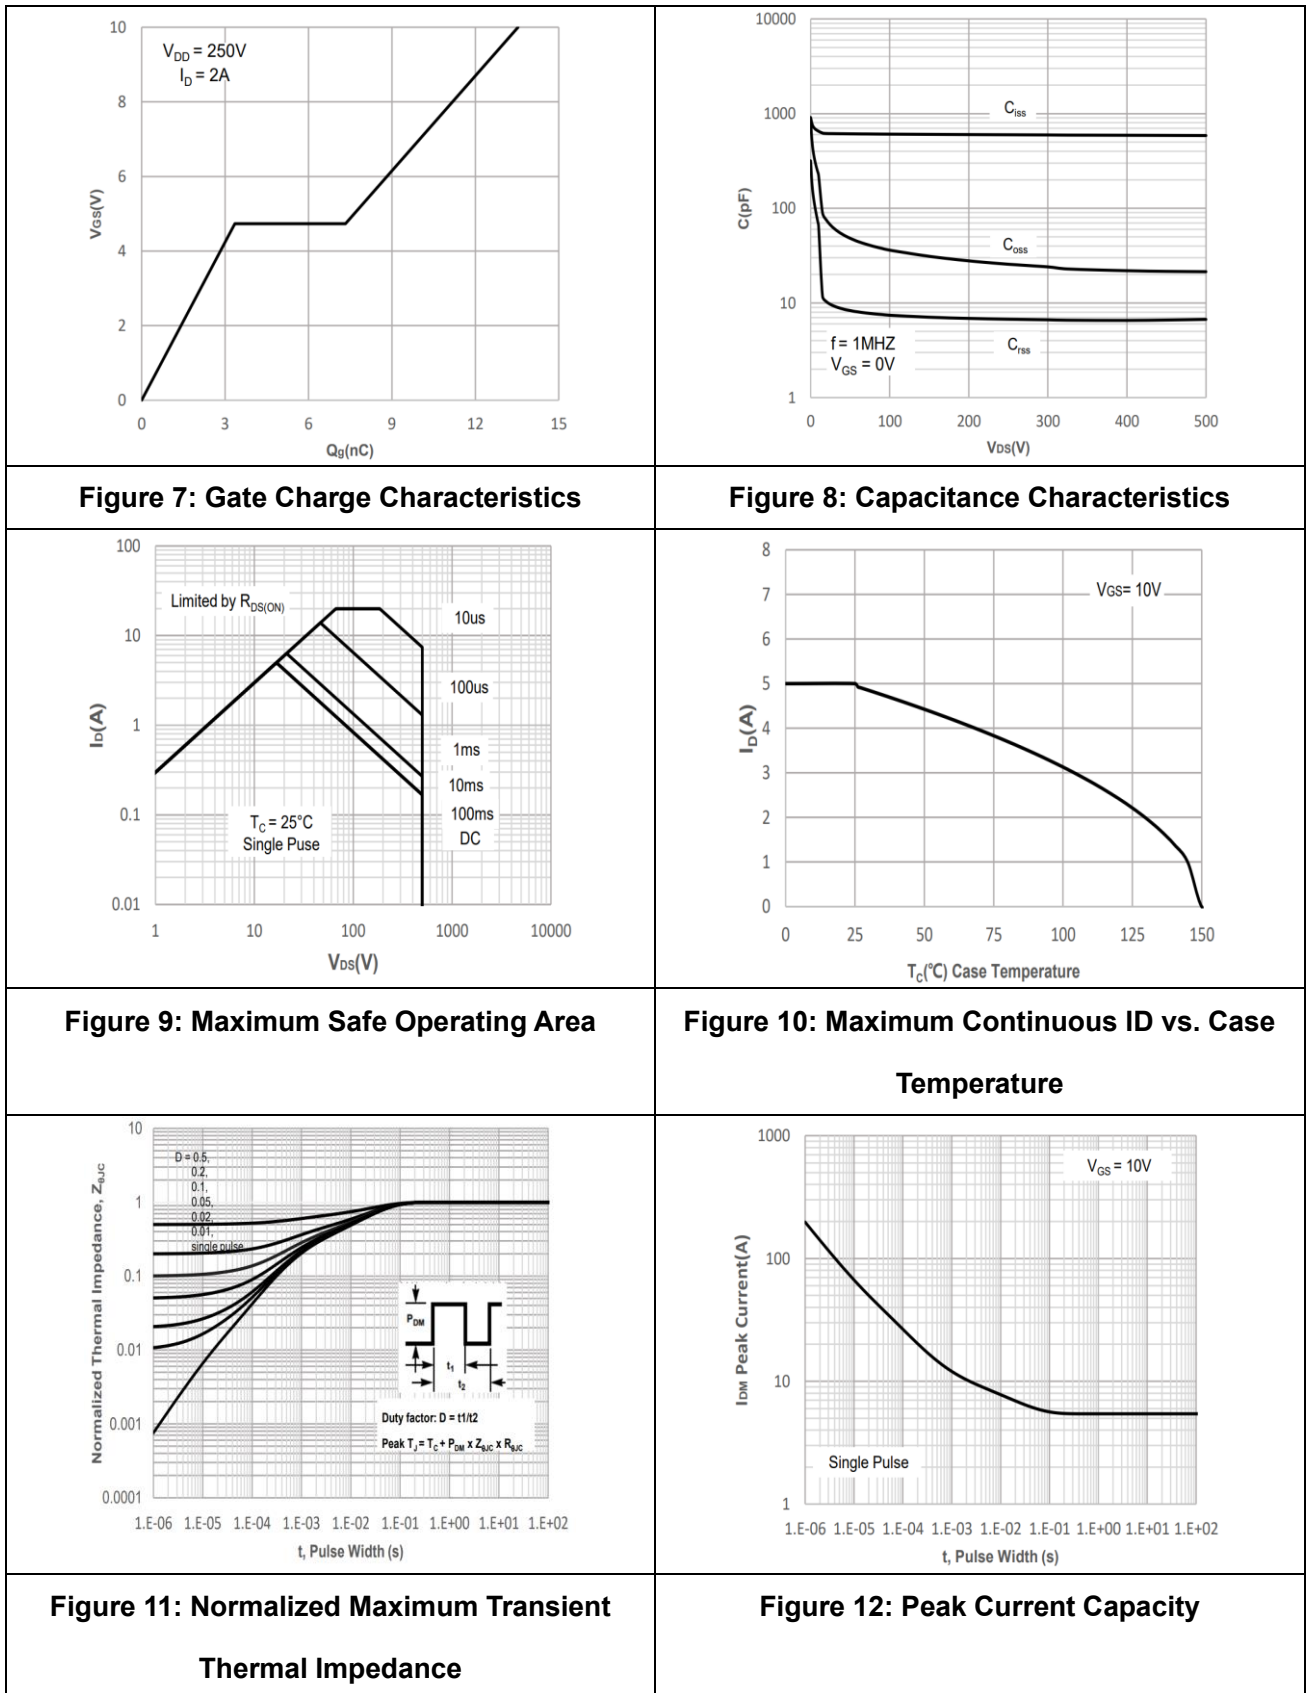 10
8
6
4
2
0
V_DD = 250V
I_D = 2A
VGS(V)
0 3 6 9 12 15
Qg(nC)
10000
1000
100
10
1
C(pF)
C_iss
C_oss
C_rss
f = 1MHZ
V_GS = 0V
0 100 200 300 400 500
VDS(V)
Figure 7: Gate Charge Characteristics
Figure 8: Capacitance Characteristics
100
10
1
0.1
0.01
I_D(A)
Limited by R_DS(ON)
10us
100us
1ms
10ms
100ms
DC
T_C = 25°C
Single Puse
1 10 100 1000 10000
VDS(V)
8
7
6
5
4
3
2
1
0
I_D(A)
VGS= 10V
0 25 50 75 100 125 150
T_C(℃) Case Temperature
Figure 9: Maximum Safe Operating Area
Figure 10: Maximum Continuous ID vs. Case
Temperature
10
1
0.1
0.01
0.001
0.0001
Normalized Thermal Impedance, Z_θJC
D = 0.5,
0.2,
0.1,
0.05,
0.02,
0.01,
single pulse
P_DM
t_1
t_2
Duty factor: D = t1/t2
Peak T_J = T_C + P_DM x Z_θJC x R_θJC
1.E-06 1.E-05 1.E-04 1.E-03 1.E-02 1.E-01 1.E+00 1.E+01 1.E+02
t, Pulse Width (s)
1000
100
10
1
I_DM Peak Current(A)
V_GS = 10V
Single Pulse
1.E-06 1.E-05 1.E-04 1.E-03 1.E-02 1.E-01 1.E+00 1.E+01 1.E+02
t, Pulse Width (s)
Figure 11: Normalized Maximum Transient
Thermal Impedance
Figure 12: Peak Current Capacity